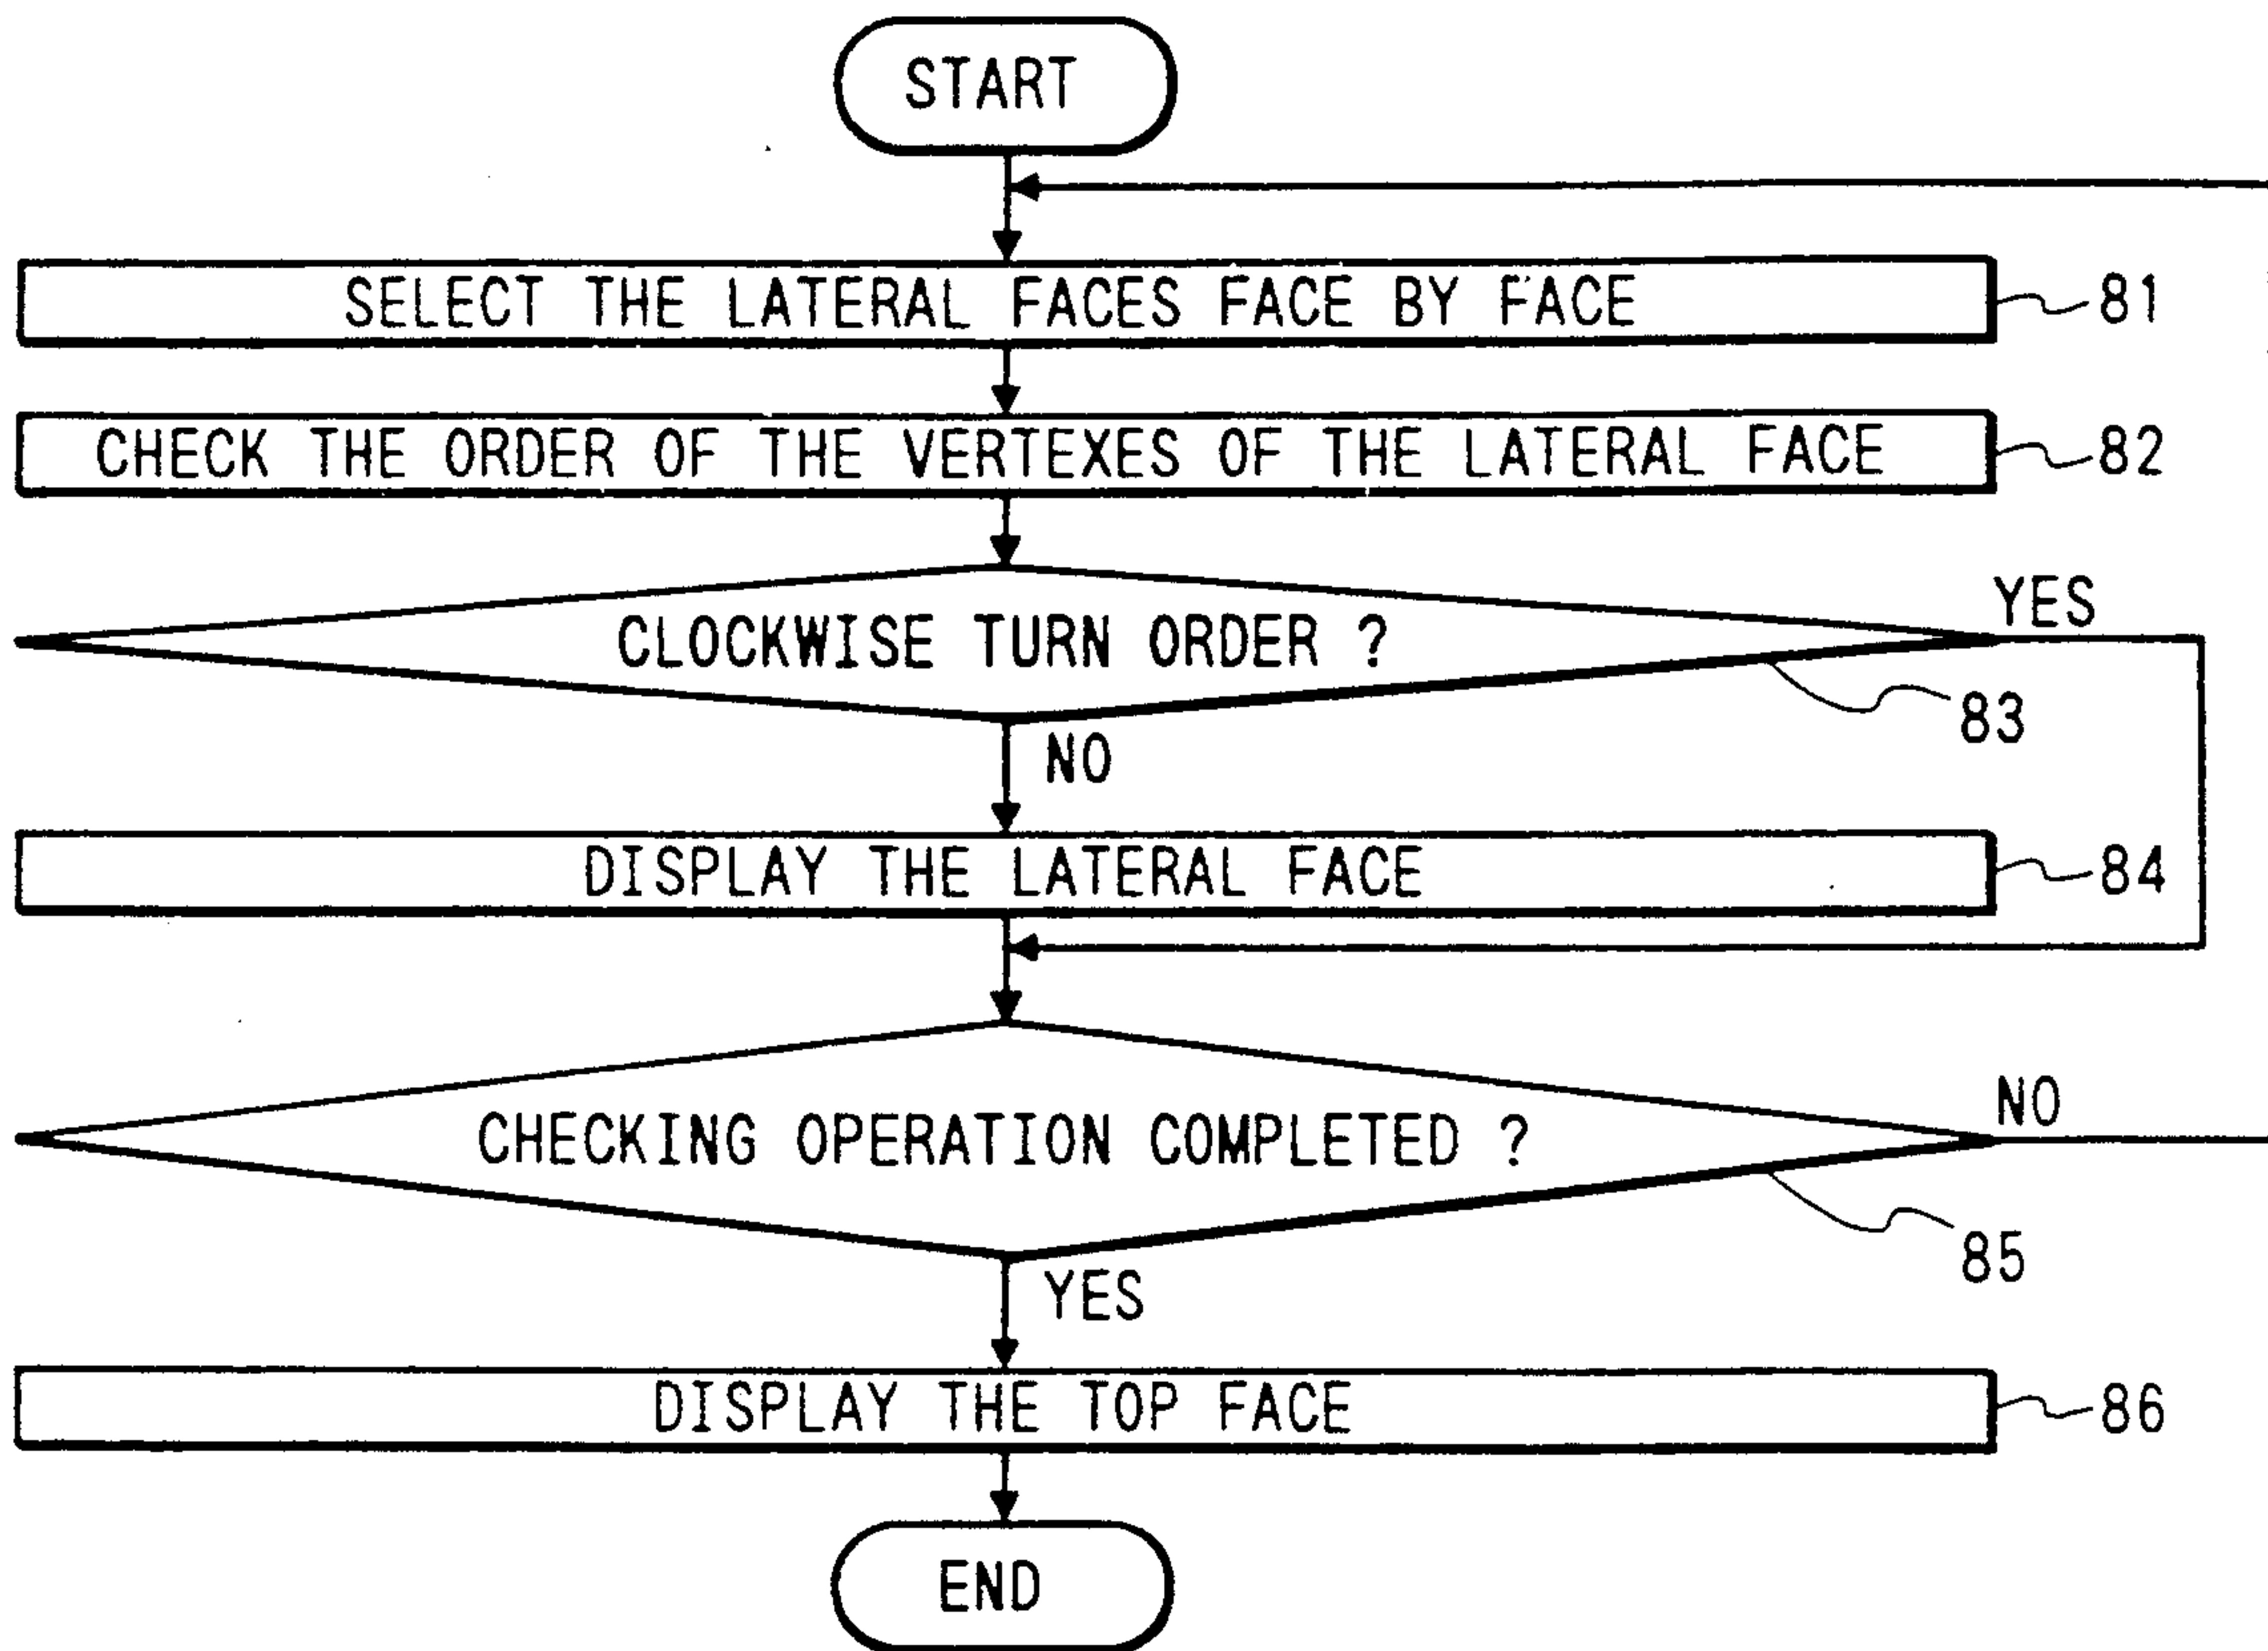 START
SELECT THE LATERAL FACES FACE BY FACE
81
CHECK THE ORDER OF THE VERTEXES OF THE LATERAL FACE
82
CLOCKWISE TURN ORDER ?
YES
83
NO
DISPLAY THE LATERAL FACE
84
CHECKING OPERATION COMPLETED ?
NO
85
YES
DISPLAY THE TOP FACE
86
END